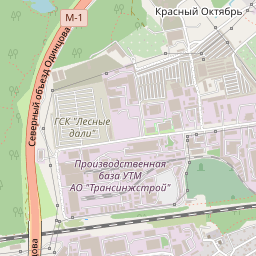 Красный Октябрь
М-1
Северный объезд Одинцова
ГСК "Лесные
дали"
Производственная
база УТМ
АО "Трансинжстрой"